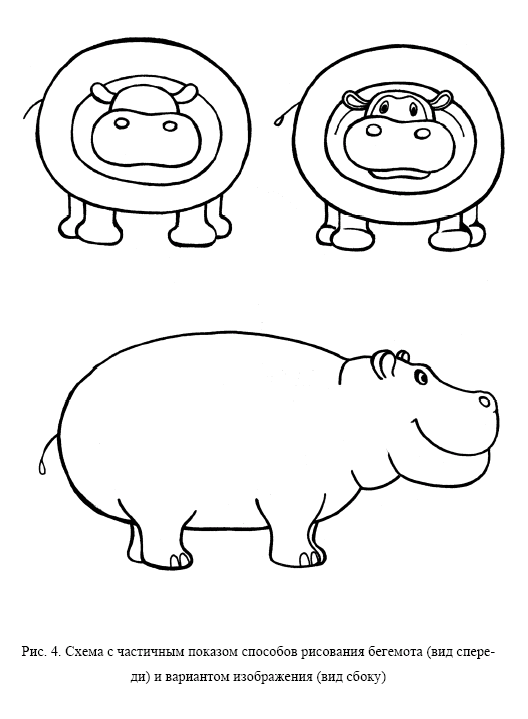 Рис. 4. Схема с частичным показом способов рисования бегемота (вид спере-
ди) и вариантом изображения (вид сбоку)